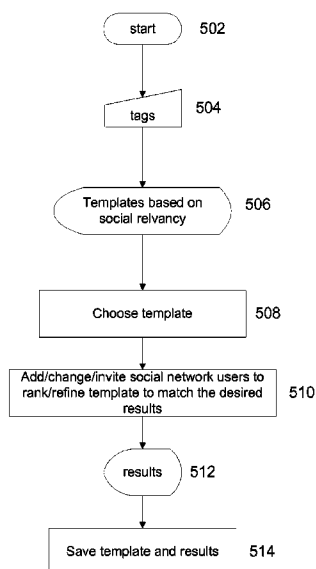 start 502
tags 504
Templates based on
social relvancy
506
Choose template 508
Add/change/invite social network users to
rank/refine template to match the desired
results
510
results 512
Save template and results 514